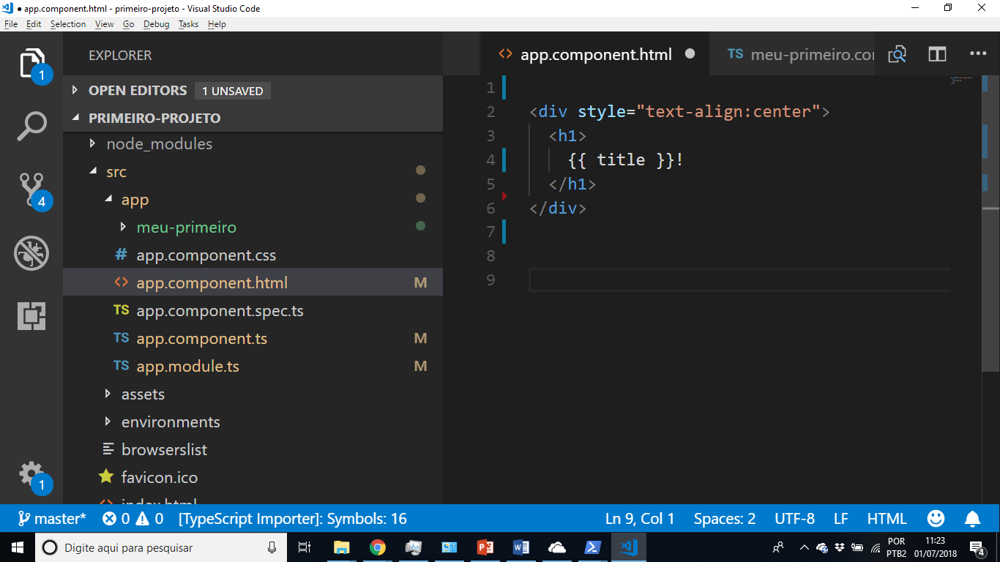 ● app.component.html - primeiro-projeto - Visual Studio Code
File Edit Selection View Go Debug Tasks Help
EXPLORER
OPEN EDITORS 1 UNSAVED
PRIMEIRO-PROJETO
node_modules
src
app
meu-primeiro
# app.component.css
<> app.component.html M
TS app.component.spec.ts
TS app.component.ts M
TS app.module.ts M
assets
environments
browserslist
favicon.ico
<> index.html
1
4
1
<> app.component.html ● TS meu-primeiro.cor
1
2 <div style="text-align:center">
3 <h1>
4 {{ title }}!
5 </h1>
6 </div>
7
8
9
master* 0 0 [TypeScript Importer]: Symbols: 16 Ln 9, Col 1 Spaces: 2 UTF-8 LF HTML
Digite aqui para pesquisar
POR
PTB2
11:23
01/07/2018
4